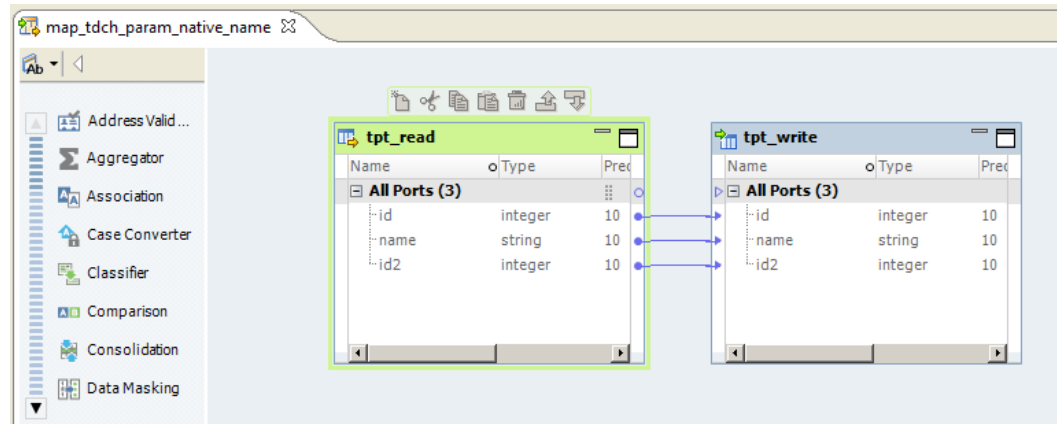 map_tdch_param_native_name
Ab
Address Valid...
Aggregator
Association
Case Converter
Classifier
Comparison
Consolidation
Data Masking
tpt_read
Name Type Prec
All Ports (3)
id integer 10
name string 10
id2 integer 10
tpt_write
Name Type Prec
All Ports (3)
id integer 10
name string 10
id2 integer 10